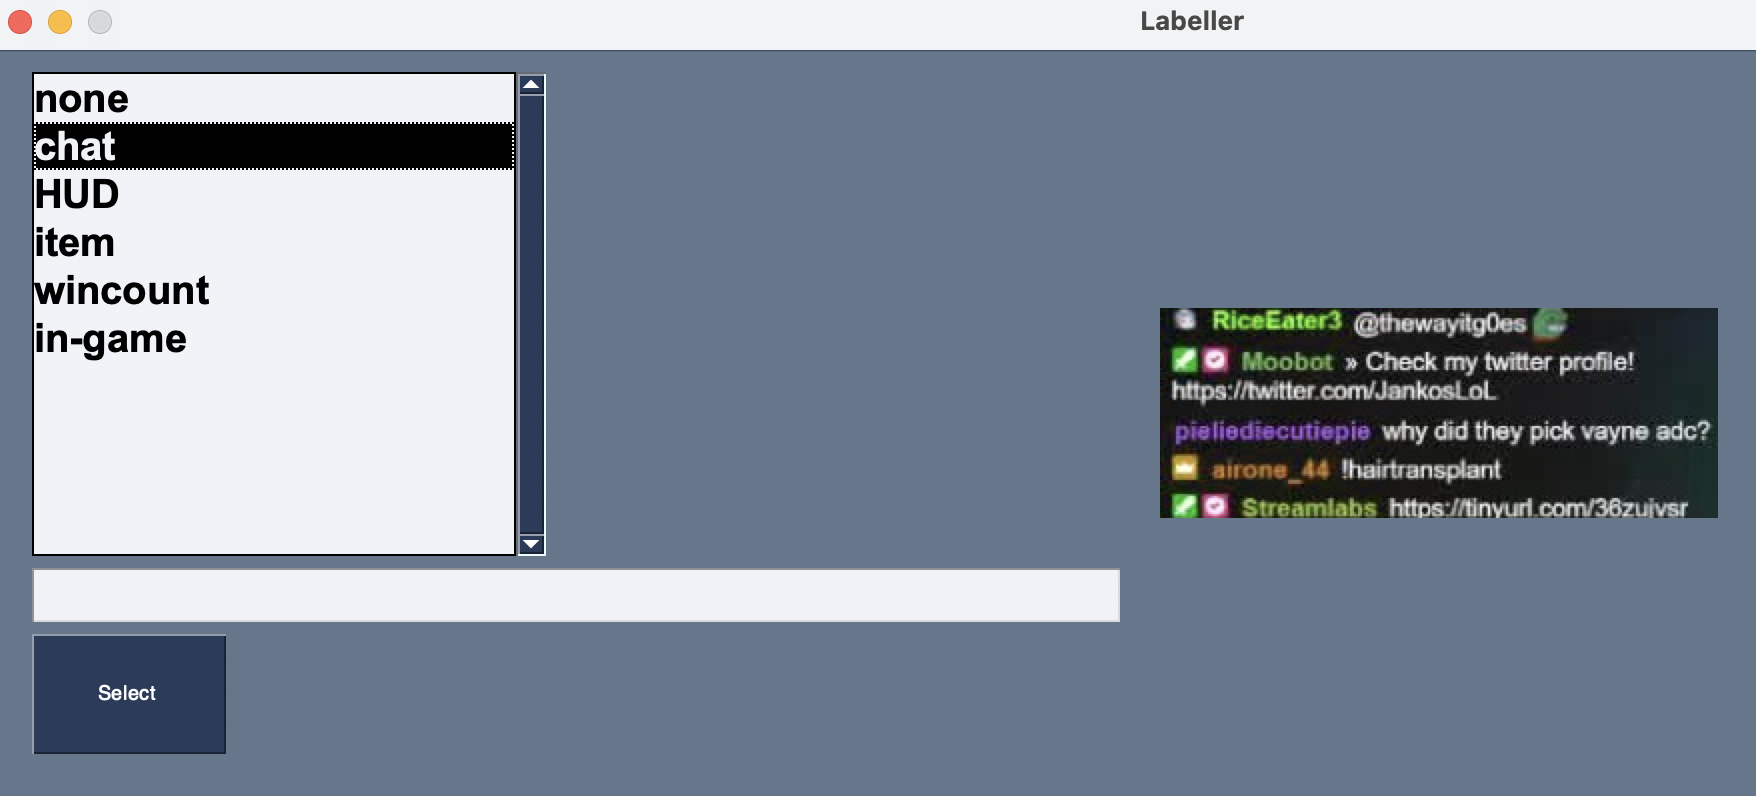 Labeller
none
chat
HUD
item
wincount
in-game
Select
RiceEater3 @thewayitg0es
Moobot » Check my twitter profile!
https://twitter.com/JankosLoL
pieliediecutiepie why did they pick vayne adc?
airone_44 !hairtransplant
Streamlabs https://tinyurl.com/36zujvsr